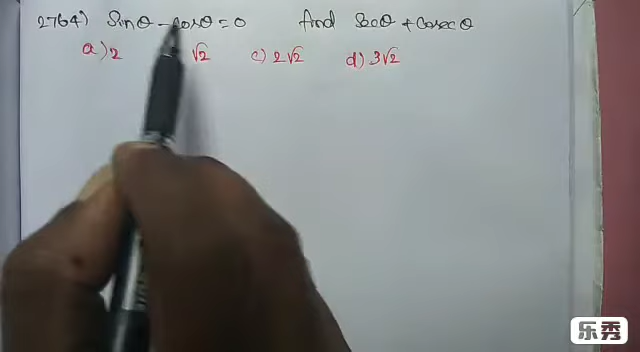 2764) Sinθ - Cosθ = 0 find Secθ + Cosecθ
a) 2 √2 c) 2√2 d) 3√2
乐秀